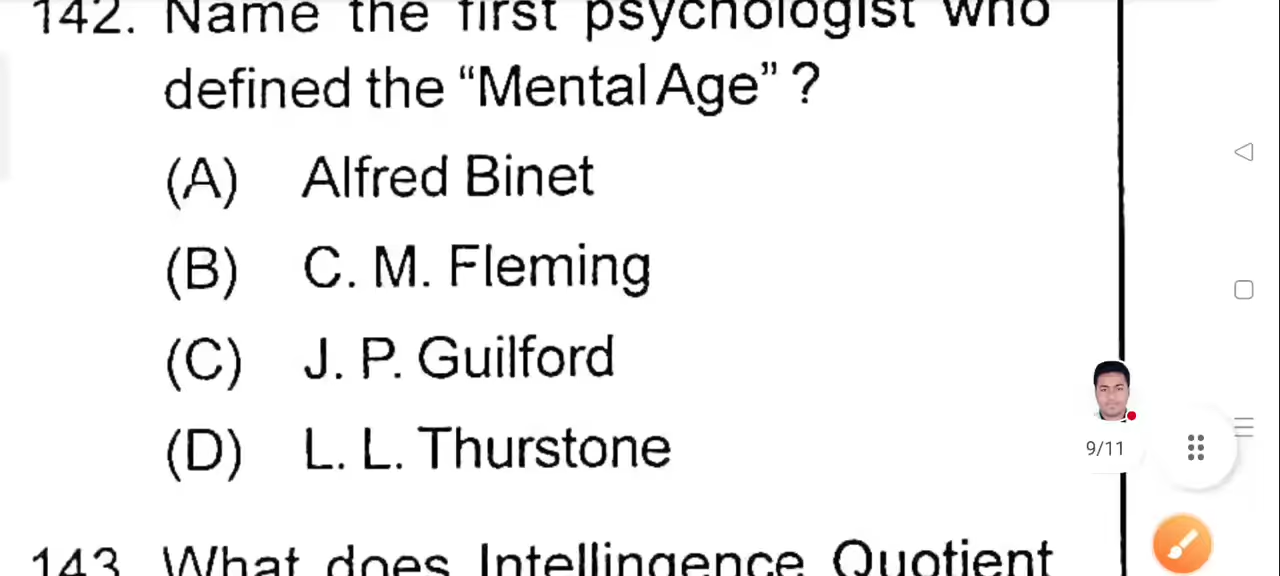 142. Name the first psychologist who
defined the “Mental Age” ?
(A) Alfred Binet
(B) C. M. Fleming
(C) J. P. Guilford
(D) L. L. Thurstone
9/11
143. What does Intellingence Quotient